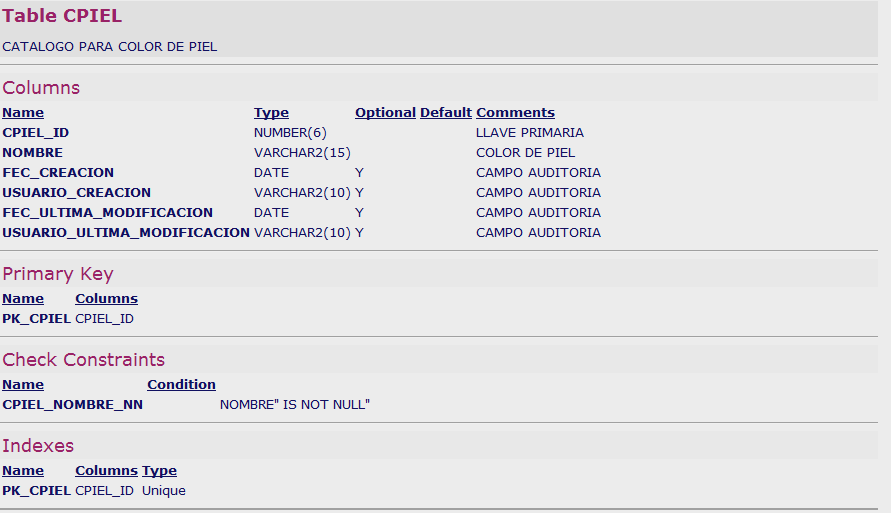 Table CPIEL
CATALOGO PARA COLOR DE PIEL
Columns
Name Type Optional Default Comments
CPIEL_ID NUMBER(6) LLAVE PRIMARIA
NOMBRE VARCHAR2(15) COLOR DE PIEL
FEC_CREACION DATE Y CAMPO AUDITORIA
USUARIO_CREACION VARCHAR2(10) Y CAMPO AUDITORIA
FEC_ULTIMA_MODIFICACION DATE Y CAMPO AUDITORIA
USUARIO_ULTIMA_MODIFICACION VARCHAR2(10) Y CAMPO AUDITORIA
Primary Key
Name Columns
PK_CPIEL CPIEL_ID
Check Constraints
Name Condition
CPIEL_NOMBRE_NN NOMBRE" IS NOT NULL"
Indexes
Name Columns Type
PK_CPIEL CPIEL_ID Unique